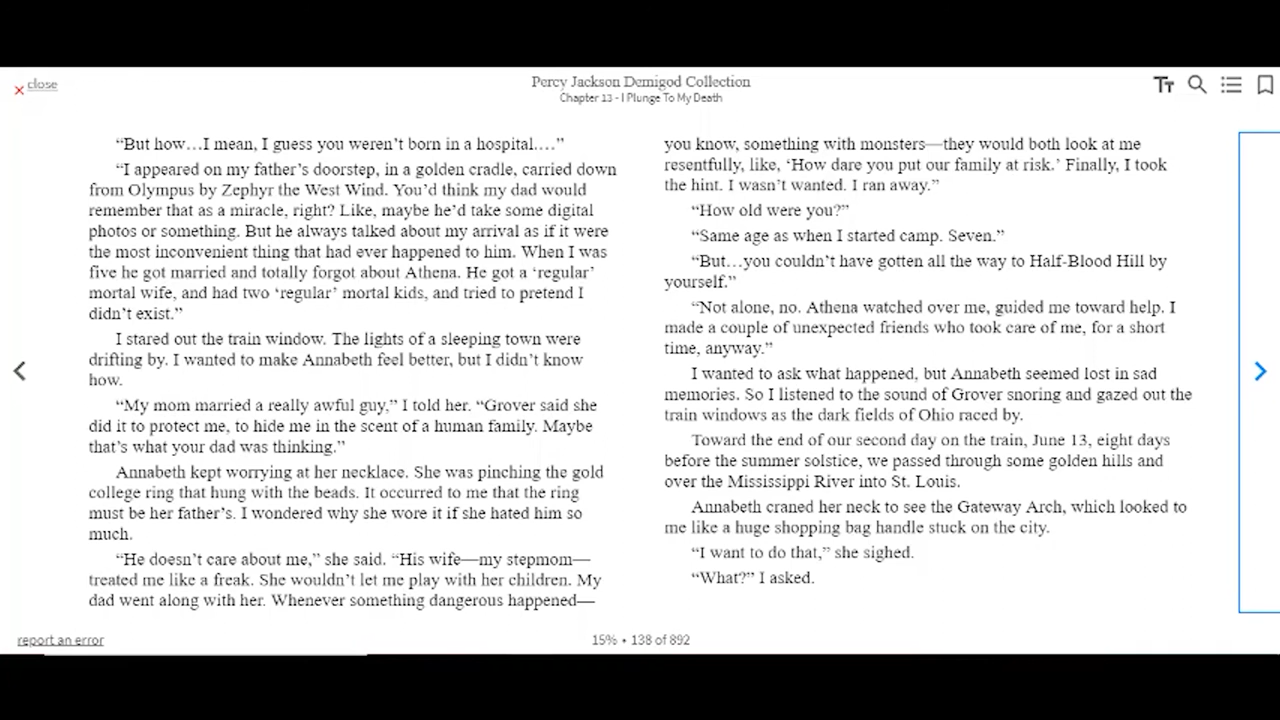 close
Percy Jackson Demigod Collection
Chapter 13 - I Plunge To My Death
“But how…I mean, I guess you weren’t born in a hospital.…”
“I appeared on my father’s doorstep, in a golden cradle, carried down
from Olympus by Zephyr the West Wind. You’d think my dad would
remember that as a miracle, right? Like, maybe he’d take some digital
photos or something. But he always talked about my arrival as if it were
the most inconvenient thing that had ever happened to him. When I was
five he got married and totally forgot about Athena. He got a ‘regular’
mortal wife, and had two ‘regular’ mortal kids, and tried to pretend I
didn’t exist.”
I stared out the train window. The lights of a sleeping town were
drifting by. I wanted to make Annabeth feel better, but I didn’t know
how.
“My mom married a really awful guy,” I told her. “Grover said she
did it to protect me, to hide me in the scent of a human family. Maybe
that’s what your dad was thinking.”
Annabeth kept worrying at her necklace. She was pinching the gold
college ring that hung with the beads. It occurred to me that the ring
must be her father’s. I wondered why she wore it if she hated him so
much.
“He doesn’t care about me,” she said. “His wife—my stepmom—
treated me like a freak. She wouldn’t let me play with her children. My
dad went along with her. Whenever something dangerous happened—
you know, something with monsters—they would both look at me
resentfully, like, ‘How dare you put our family at risk.’ Finally, I took
the hint. I wasn’t wanted. I ran away.”
“How old were you?”
“Same age as when I started camp. Seven.”
“But…you couldn’t have gotten all the way to Half-Blood Hill by
yourself.”
“Not alone, no. Athena watched over me, guided me toward help. I
made a couple of unexpected friends who took care of me, for a short
time, anyway.”
I wanted to ask what happened, but Annabeth seemed lost in sad
memories. So I listened to the sound of Grover snoring and gazed out the
train windows as the dark fields of Ohio raced by.
Toward the end of our second day on the train, June 13, eight days
before the summer solstice, we passed through some golden hills and
over the Mississippi River into St. Louis.
Annabeth craned her neck to see the Gateway Arch, which looked to
me like a huge shopping bag handle stuck on the city.
“I want to do that,” she sighed.
“What?” I asked.
report an error
15% • 138 of 892